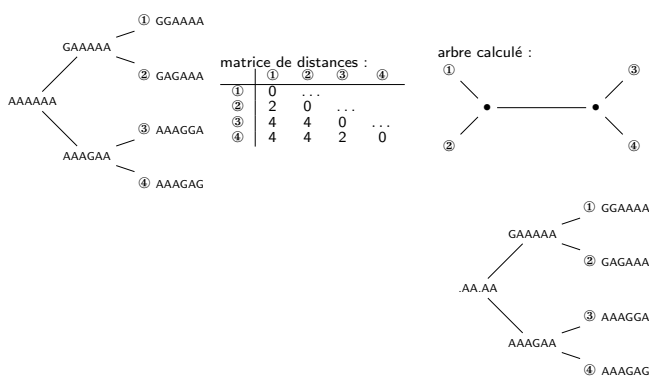 ① GGAAAA
GAAAAA
② GAGAAA
AAAAAA
③ AAAGGA
AAAGAA
④ AAAGAG
matrice de distances :
① ② ③ ④
① 0 ...
② 2 0 ...
③ 4 4 0 ...
④ 4 4 2 0
arbre calculé :
① ③
② ④
① GGAAAA
GAAAAA
② GAGAAA
.AA.AA
③ AAAGGA
AAAGAA
④ AAAGAG